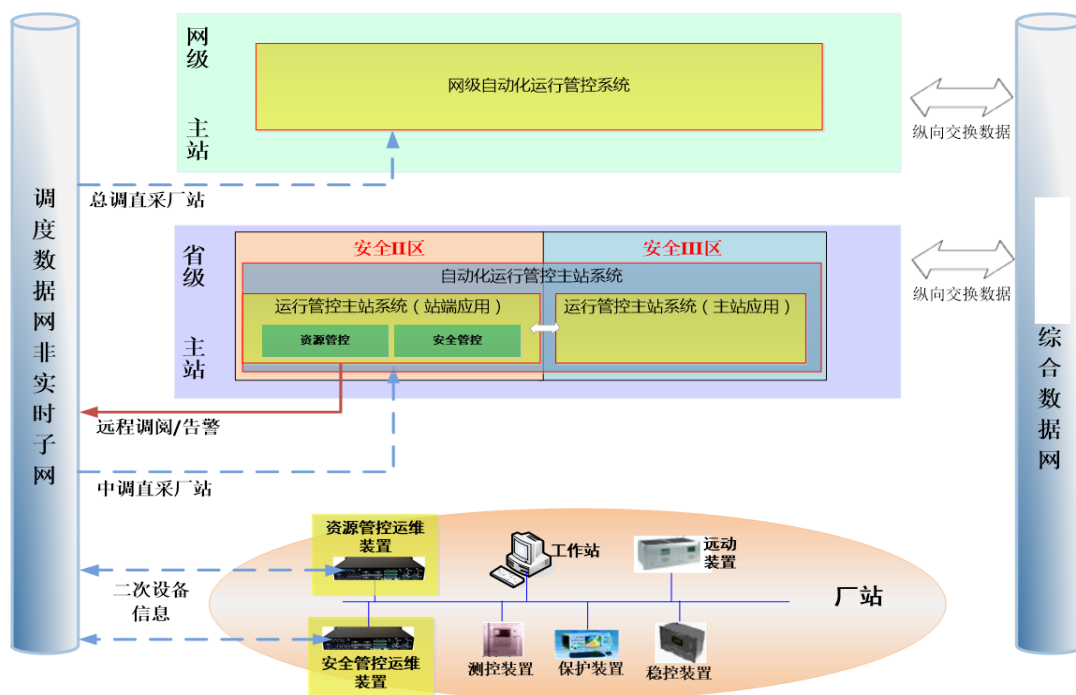 调度数据网非实时子网
网级
主站
网级自动化运行管控系统
纵向交换数据
总调直采厂站
省级
主站
安全II区
安全III区
自动化运行管控主站系统
运行管控主站系统（站端应用）
运行管控主站系统（主站应用）
资源管控
安全管控
纵向交换数据
远程调阅/告警
中调直采厂站
综合数据网
资源管控运维
装置
工作站
远动
装置
二次设备
信息
厂站
安全管控运维
装置
测控装置
保护装置
稳控装置